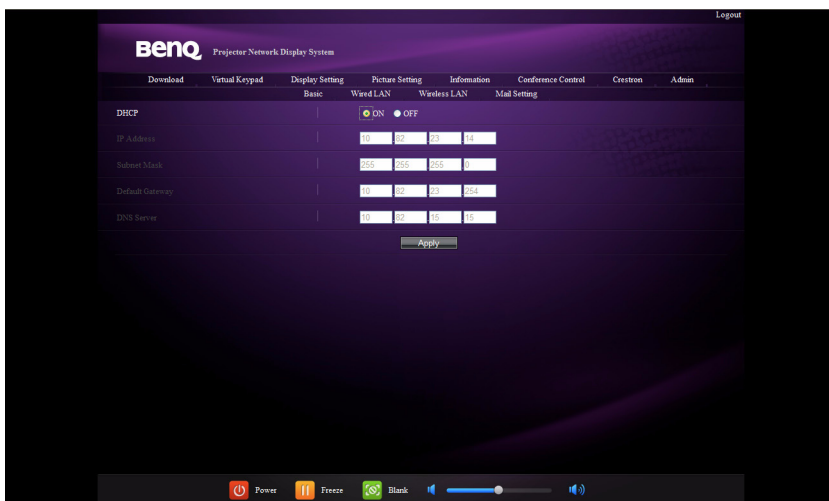 Logout
BenQ Projector Network Display System
Download Virtual Keypad Display Setting Picture Setting Information Conference Control Crestron Admin
Basic Wired LAN Wireless LAN Mail Setting
DHCP ON OFF
IP Address 10 .82 .23 .14
Subnet Mask 255 .255 .255 .0
Default Gateway 10 .82 .23 .254
DNS Server 10 .82 .15 .15
Apply
Power Freeze Blank